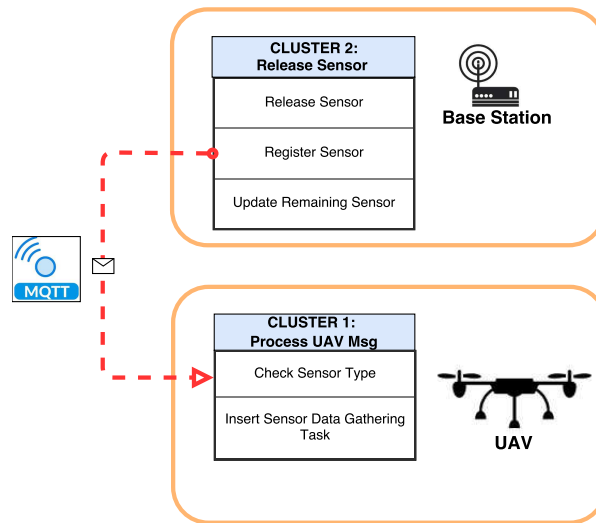 CLUSTER 2:
Release Sensor
Release Sensor
Base Station
Register Sensor
Update Remaining Sensor
MQTT
CLUSTER 1:
Process UAV Msg
Check Sensor Type
Insert Sensor Data Gathering
Task
UAV